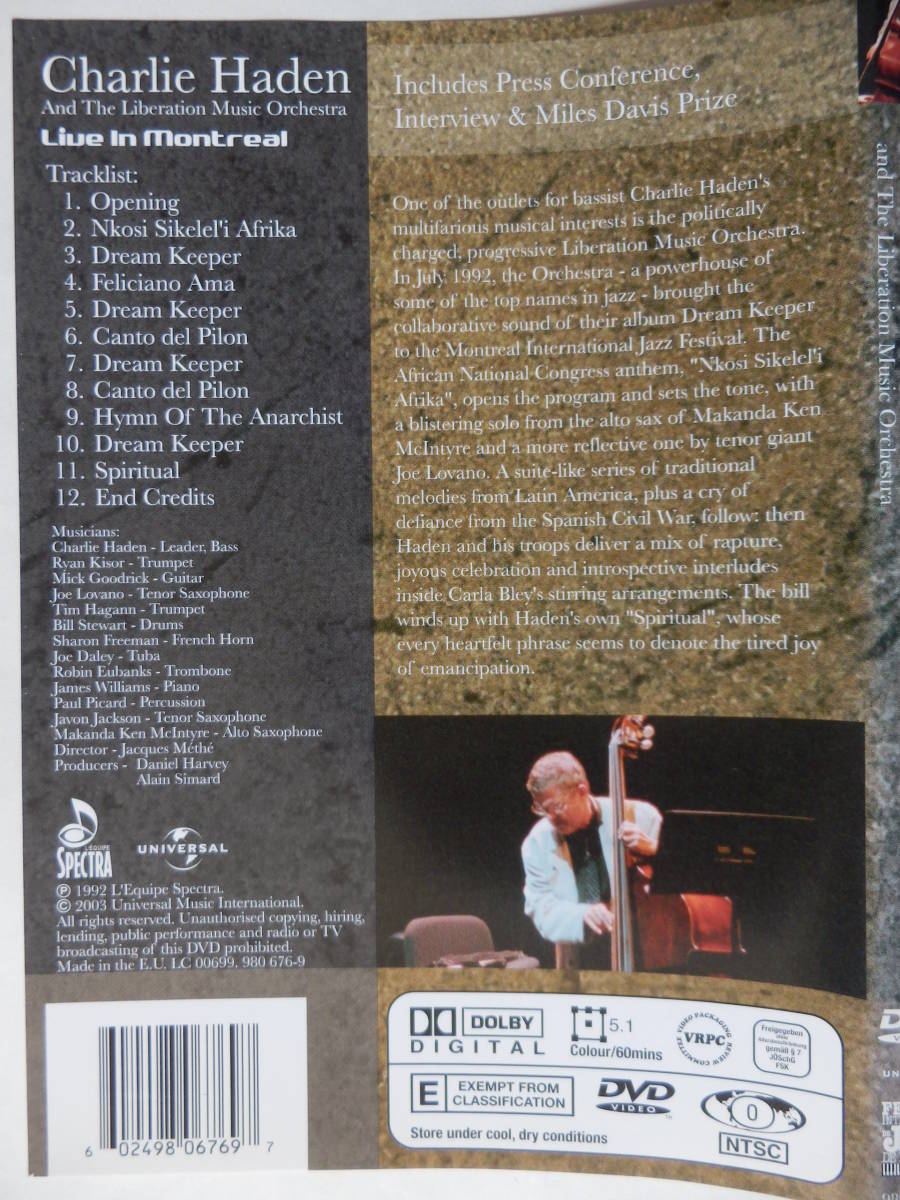 Charlie Haden
And The Liberation Music Orchestra
Live In Montreal
Tracklist:
1. Opening
2. Nkosi Sikelel'i Afrika
3. Dream Keeper
4. Feliciano Ama
5. Dream Keeper
6. Canto del Pilon
7. Dream Keeper
8. Canto del Pilon
9. Hymn Of The Anarchist
10. Dream Keeper
11. Spiritual
12. End Credits
Musicians:
Charlie Haden - Leader, Bass
Ryan Kisor - Trumpet
Mick Goodrick - Guitar
Joe Lovano - Tenor Saxophone
Tim Hagann - Trumpet
Bill Stewart - Drums
Sharon Freeman - French Horn
Joe Daley - Tuba
Robin Eubanks - Trombone
James Williams - Piano
Paul Picard - Percussion
Javon Jackson - Tenor Saxophone
Makanda Ken McIntyre - Alto Saxophone
Director - Jacques Méthé
Producers - Daniel Harvey
Alain Simard
L'ÉQUIPE
SPECTRA
UNIVERSAL
℗ 1992 L'Equipe Spectra.
© 2003 Universal Music International.
All rights reserved. Unauthorised copying, hiring,
lending, public performance and radio or TV
broadcasting of this DVD prohibited.
Made in the E.U. LC 00699. 980 676-9
6 02498 06769 7
Includes Press Conference,
Interview & Miles Davis Prize
One of the outlets for bassist Charlie Haden's
multifarious musical interests is the politically
charged, progressive Liberation Music Orchestra.
In July, 1992, the Orchestra - a powerhouse of
some of the top names in jazz - brought the
collaborative sound of their album Dream Keeper
to the Montreal International Jazz Festival. The
African National Congress anthem, "Nkosi Sikelel'i
Afrika", opens the program and sets the tone, with
a blistering solo from the alto sax of Makanda Ken
McIntyre and a more reflective one by tenor giant
Joe Lovano. A suite-like series of traditional
melodies from Latin America, plus a cry of
defiance from the Spanish Civil War, follow: then
Haden and his troops deliver a mix of rapture,
joyous celebration and introspective interludes
inside Carla Bley's stirring arrangements. The bill
winds up with Haden's own "Spiritual", whose
every heartfelt phrase seems to denote the tired joy
of emancipation.
DOLBY
DIGITAL
5.1
Colour/60mins
VIDEO PACKAGING REVIEW COMMITTEE
VRPC
Freigegeben
ohne
Altersbeschränkung
gemäß § 7
JÖSchG
FSK
E EXEMPT FROM
CLASSIFICATION
DVD
VIDEO
0
NTSC
Store under cool, dry conditions
and The Liberation Music Orchestra